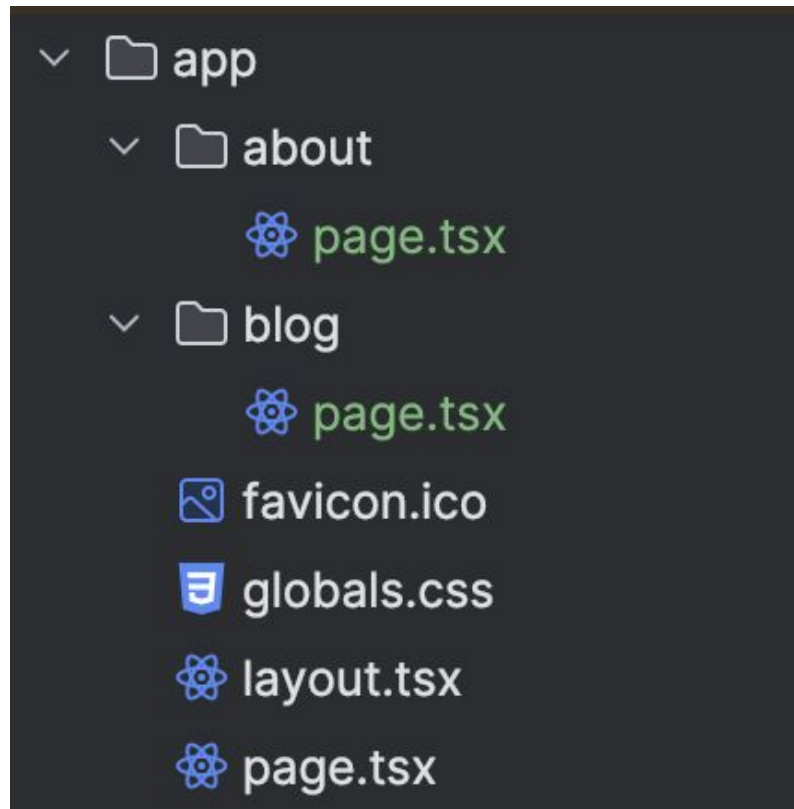 app
about
page.tsx
blog
page.tsx
favicon.ico
globals.css
layout.tsx
page.tsx